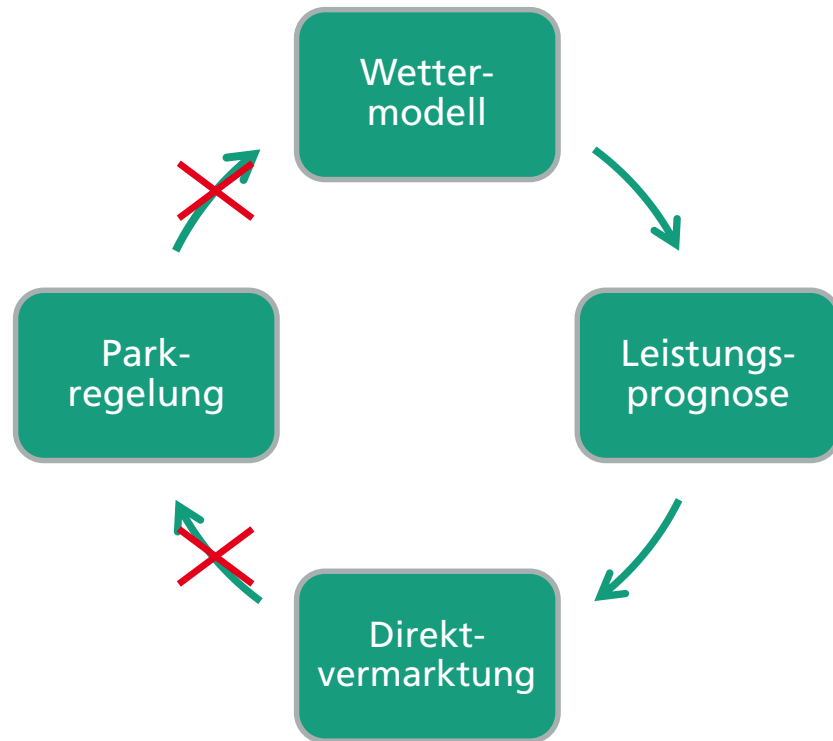 Wetter-
modell
Park-
regelung
Leistungs-
prognose
Direkt-
vermarktung